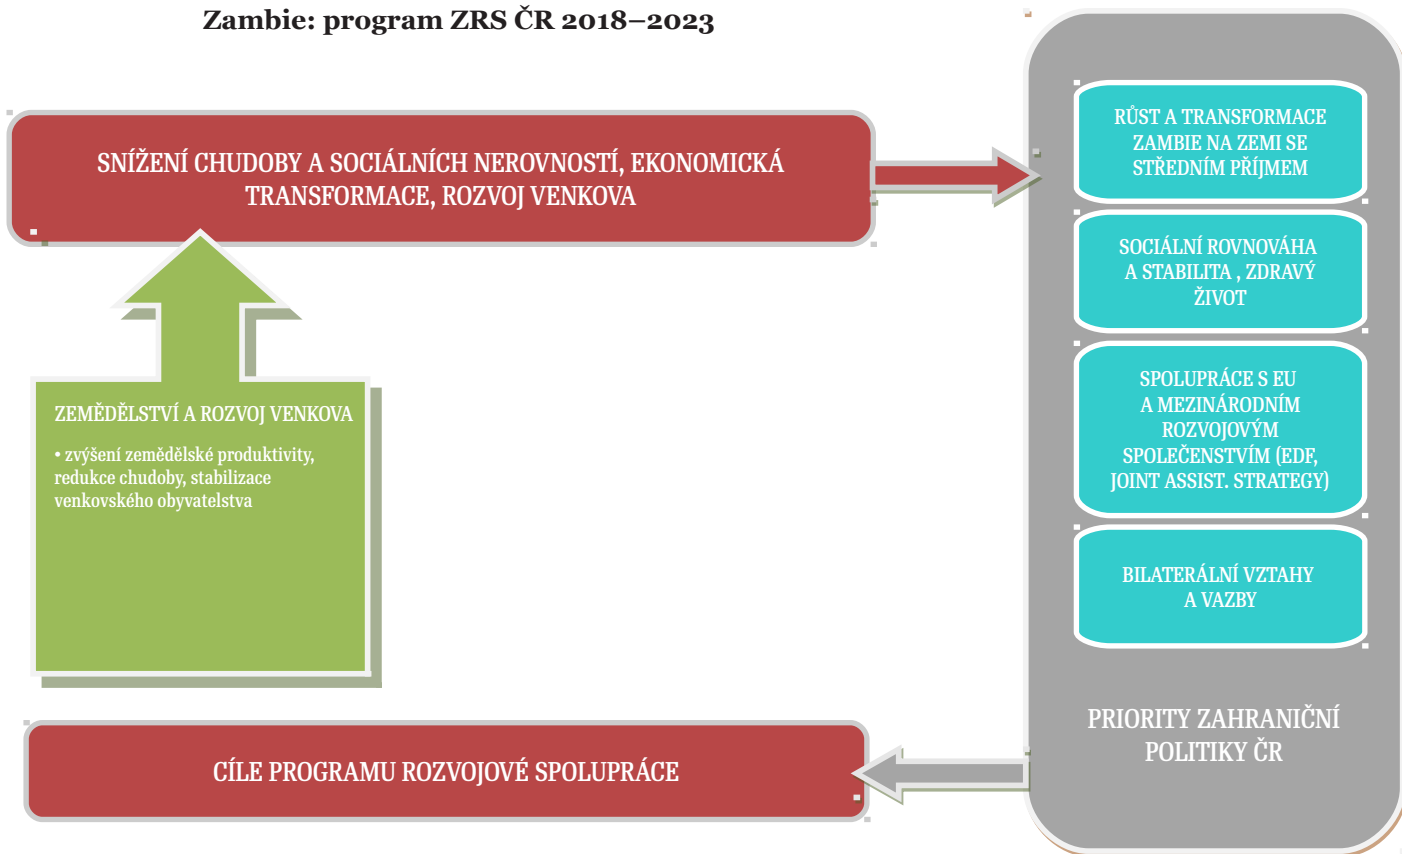 Zambie: program ZRS ČR 2018–2023
SNÍŽENÍ CHUDOBY A SOCIÁLNÍCH NEROVNOSTÍ, EKONOMICKÁ
TRANSFORMACE, ROZVOJ VENKOVA
ZEMĚDĚLSTVÍ A ROZVOJ VENKOVA
• zvýšení zemědělské produktivity,
redukce chudoby, stabilizace
venkovského obyvatelstva
CÍLE PROGRAMU ROZVOJOVÉ SPOLUPRÁCE
RŮST A TRANSFORMACE
ZAMBIE NA ZEMI SE
STŘEDNÍM PŘÍJMEM
SOCIÁLNÍ ROVNOVÁHA
A STABILITA , ZDRAVÝ
ŽIVOT
SPOLUPRÁCE S EU
A MEZINÁRODNÍM
ROZVOJOVÝM
SPOLEČENSTVÍM (EDF,
JOINT ASSIST. STRATEGY)
BILATERÁLNÍ VZTAHY
A VAZBY
PRIORITY ZAHRANIČNÍ
POLITIKY ČR